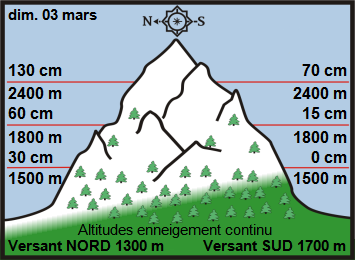 dim. 03 mars
N S
130 cm 70 cm
2400 m 2400 m
60 cm 15 cm
1800 m 1800 m
30 cm 0 cm
1500 m 1500 m
Altitudes enneigement continu
Versant NORD 1300 m Versant SUD 1700 m